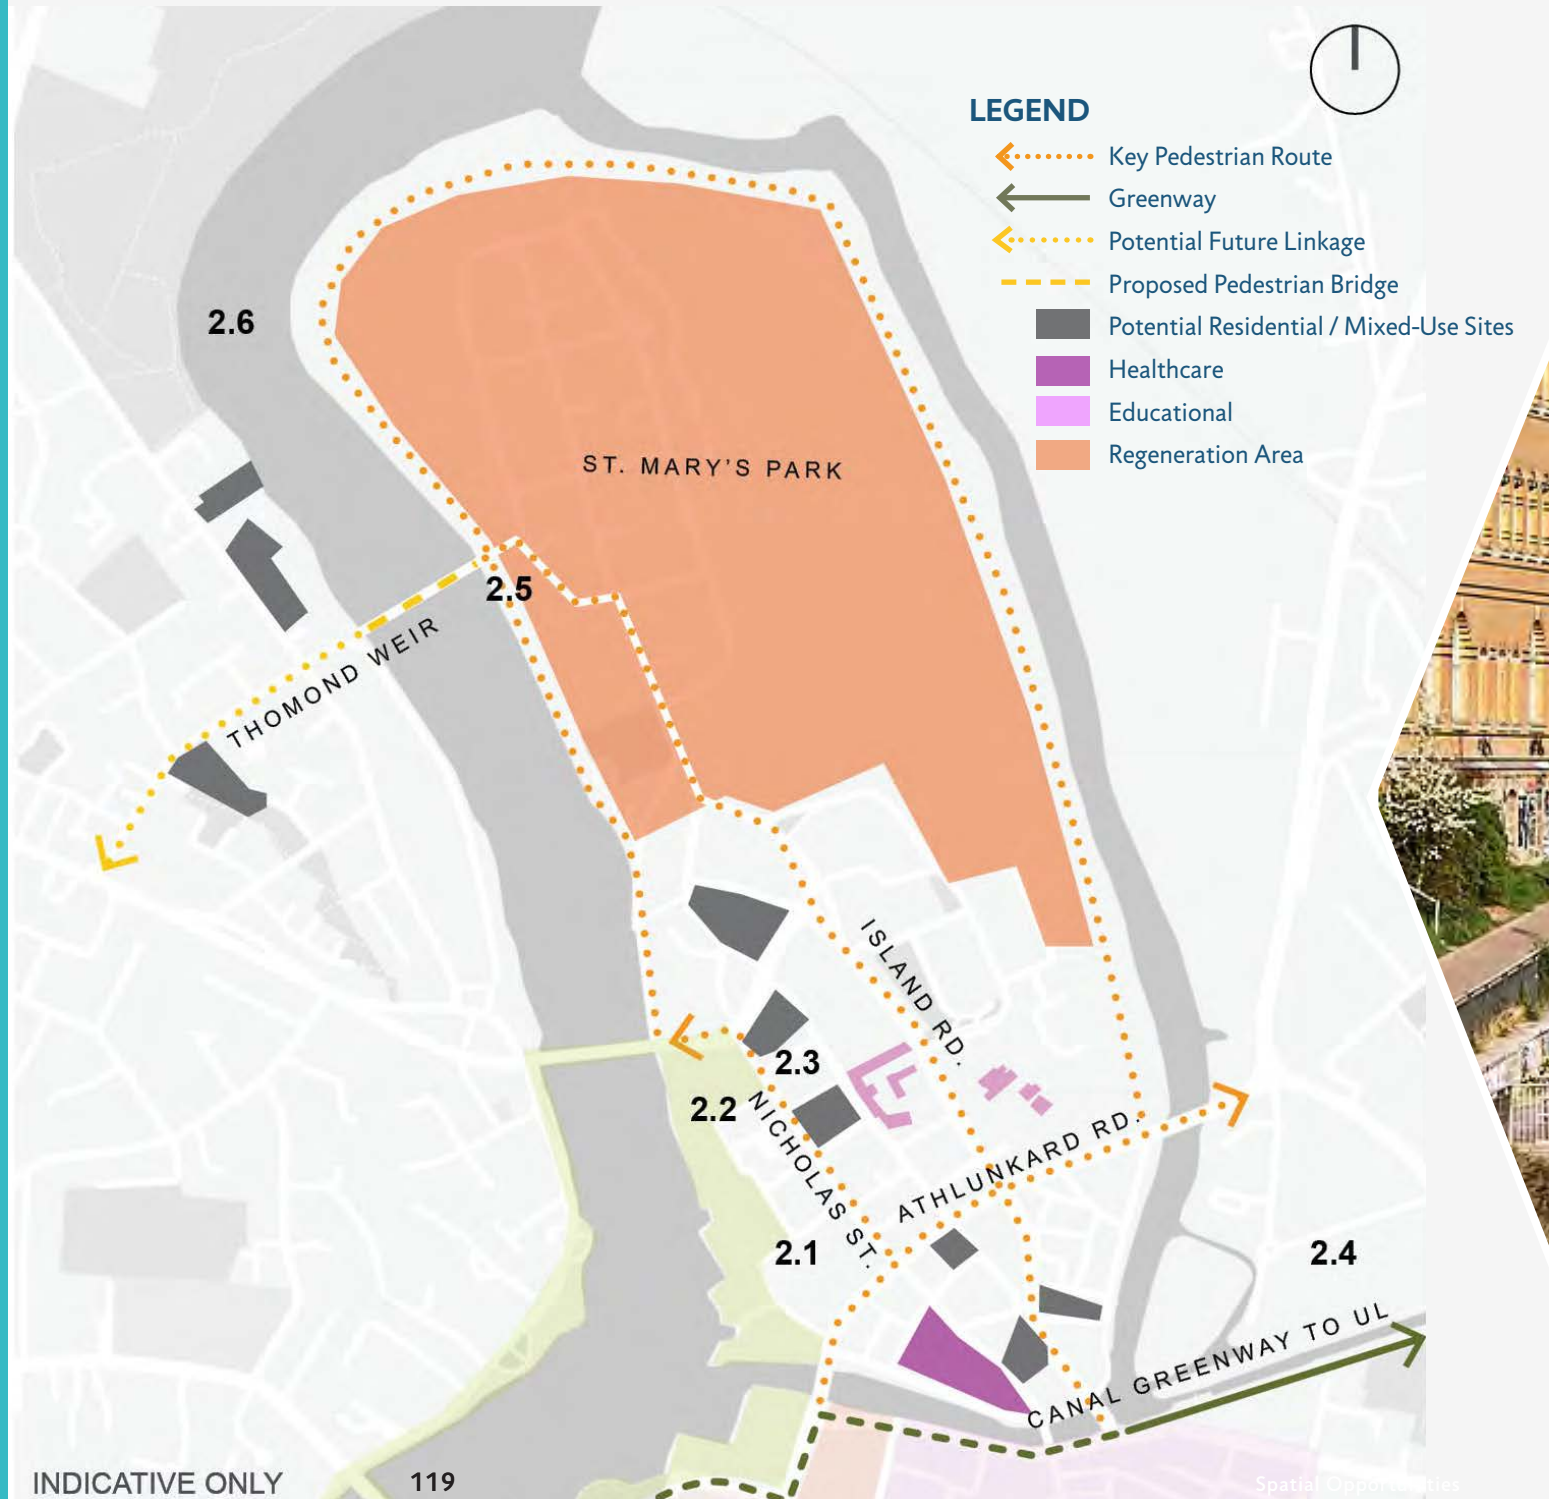 LEGEND
Key Pedestrian Route
Greenway
Potential Future Linkage
Proposed Pedestrian Bridge
Potential Residential / Mixed-Use Sites
Healthcare
Educational
Regeneration Area
2.6
ST. MARY'S PARK
2.5
THOMOND WEIR
ISLAND RD.
2.3
2.2
NICHOLAS ST.
ATHLUNKARD RD.
2.1
2.4
CANAL GREENWAY TO UL
INDICATIVE ONLY
119
Spatial Opportunities